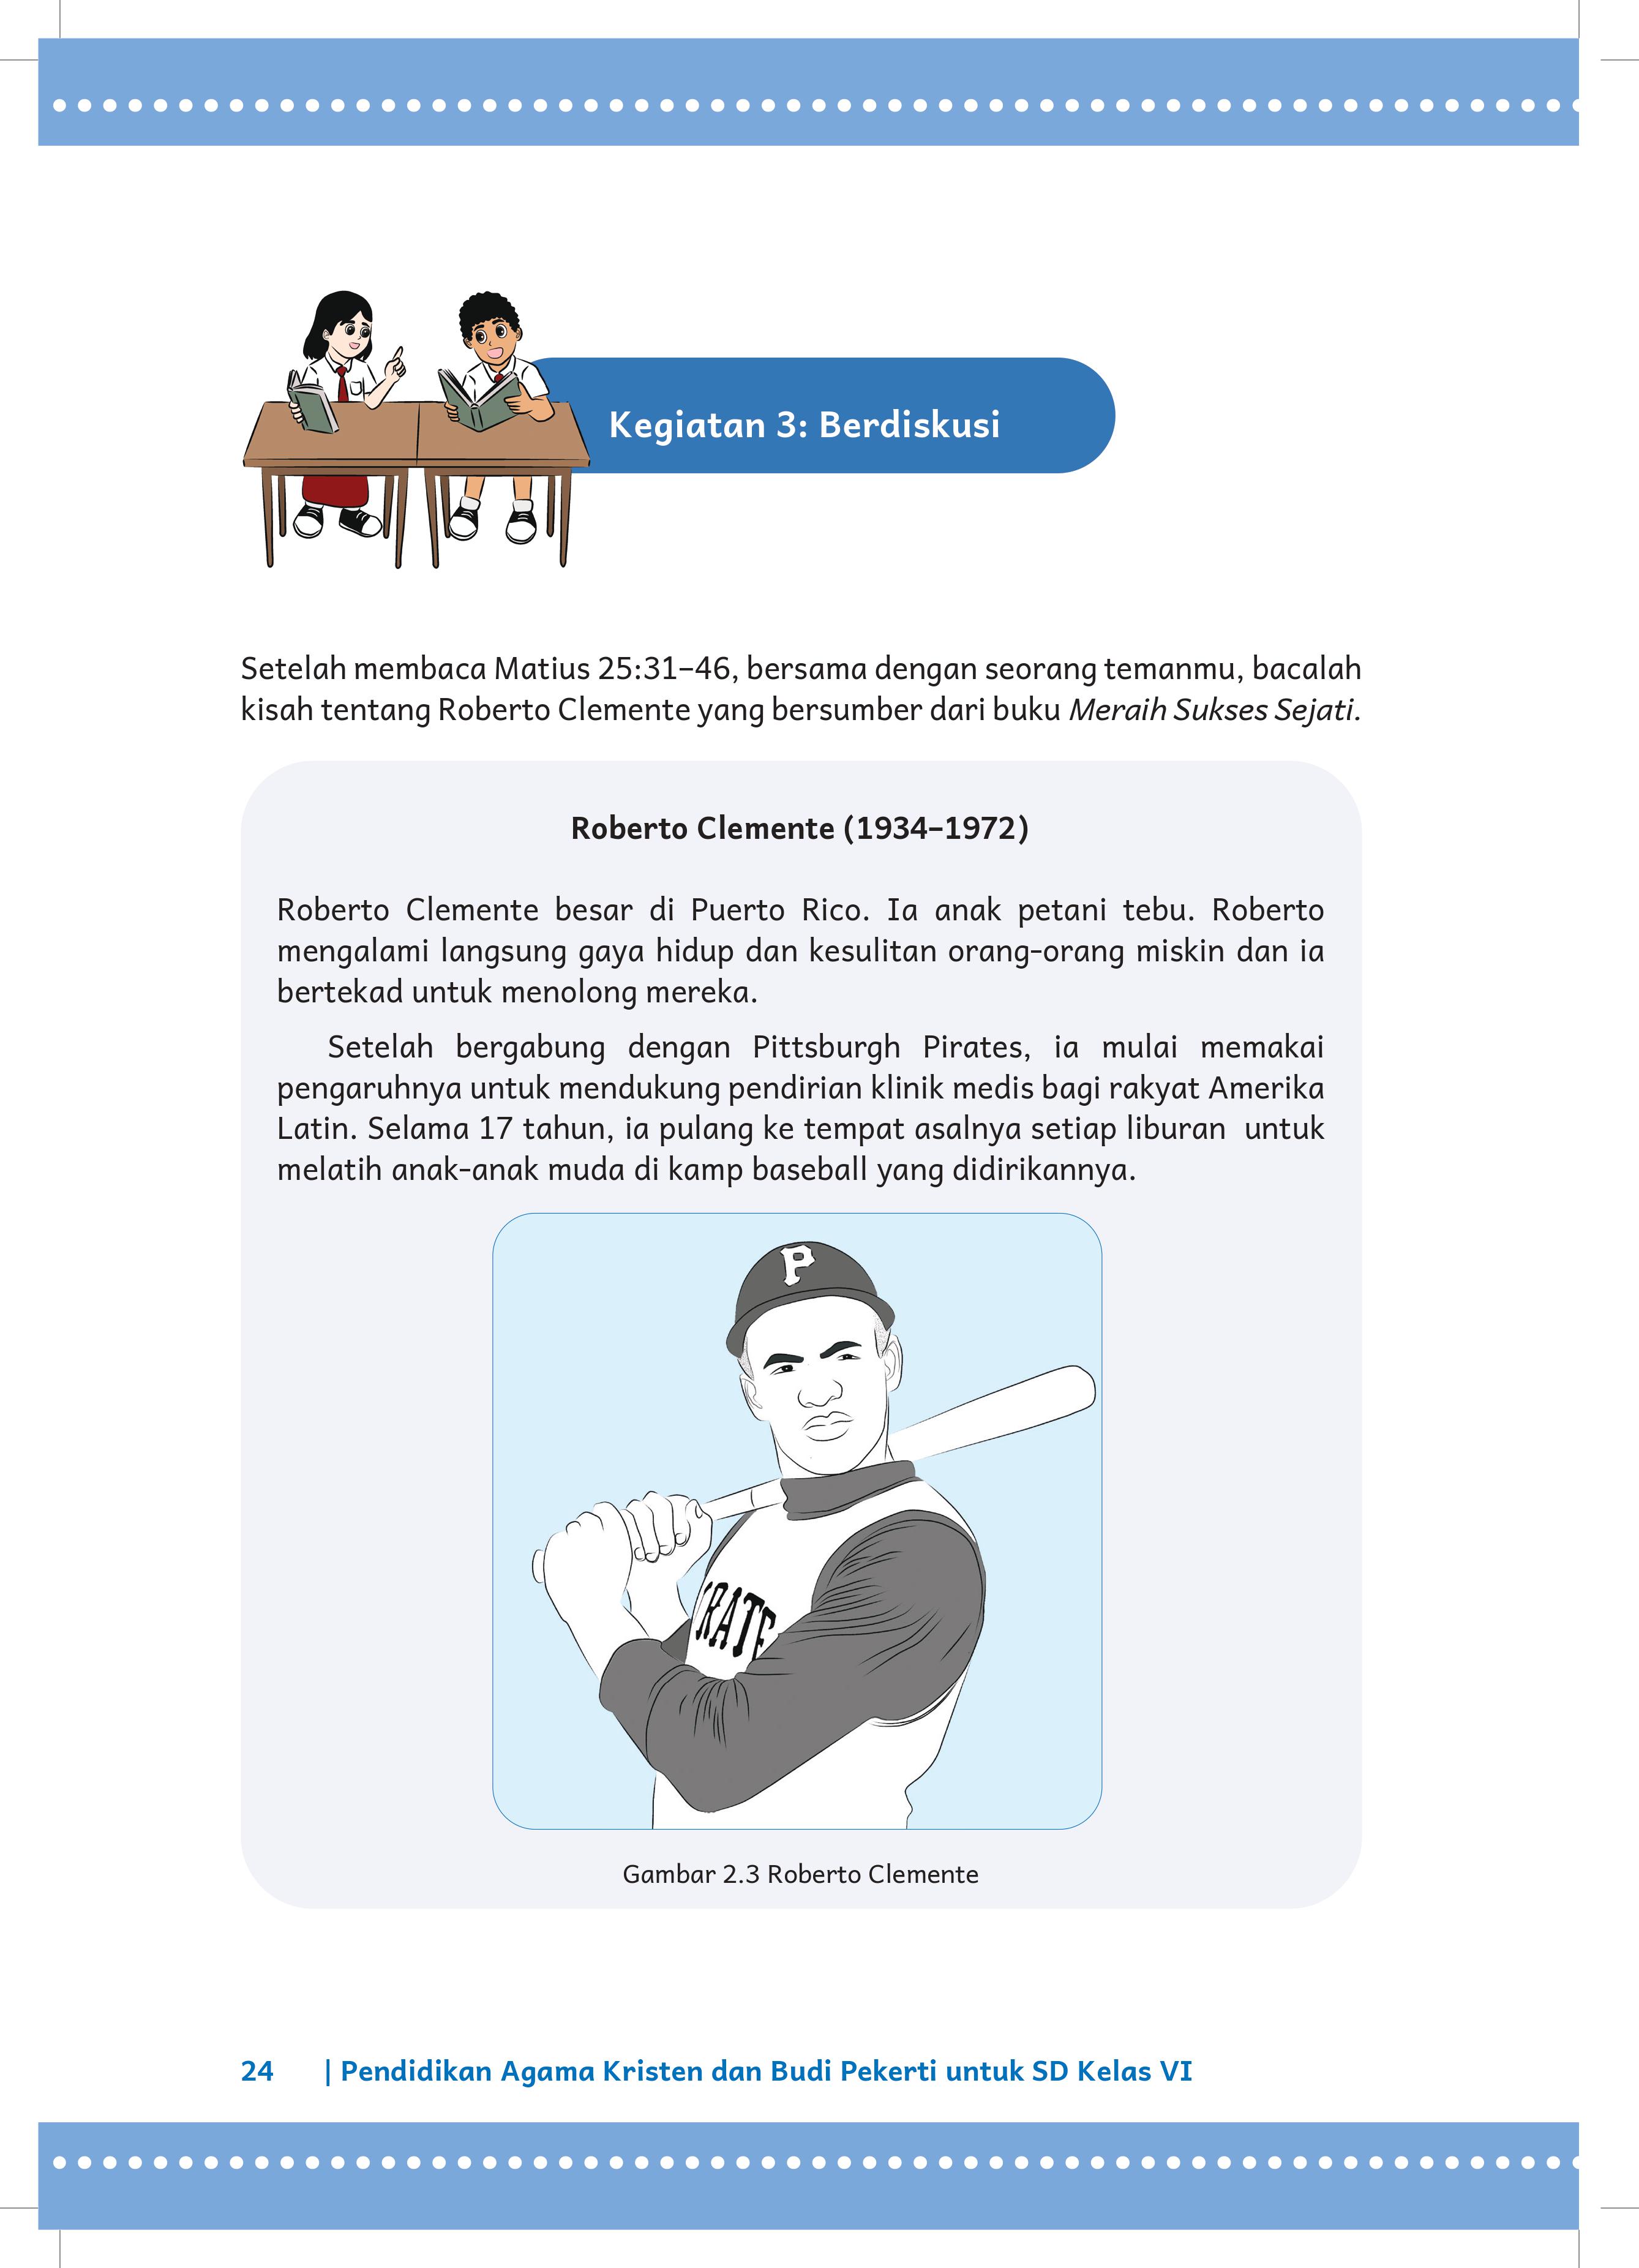 Kegiatan 3: Berdiskusi
Setelah membaca Matius 25:31–46, bersama dengan seorang temanmu, bacalah
kisah tentang Roberto Clemente yang bersumber dari buku Meraih Sukses Sejati.
Roberto Clemente (1934–1972)
Roberto Clemente besar di Puerto Rico. Ia anak petani tebu. Roberto
mengalami langsung gaya hidup dan kesulitan orang-orang miskin dan ia
bertekad untuk menolong mereka.
Setelah bergabung dengan Pittsburgh Pirates, ia mulai memakai
pengaruhnya untuk mendukung pendirian klinik medis bagi rakyat Amerika
Latin. Selama 17 tahun, ia pulang ke tempat asalnya setiap liburan untuk
melatih anak-anak muda di kamp baseball yang didirikannya.
P
RATE
Gambar 2.3 Roberto Clemente
24 | Pendidikan Agama Kristen dan Budi Pekerti untuk SD Kelas VI